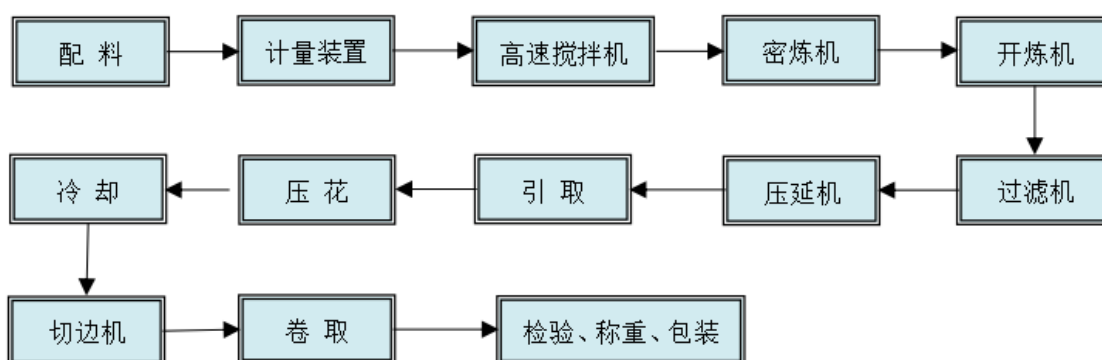 配 料
计量装置
高速搅拌机
密炼机
开炼机
过滤机
压延机
引 取
压 花
冷 却
切边机
卷 取
检验、称重、包装